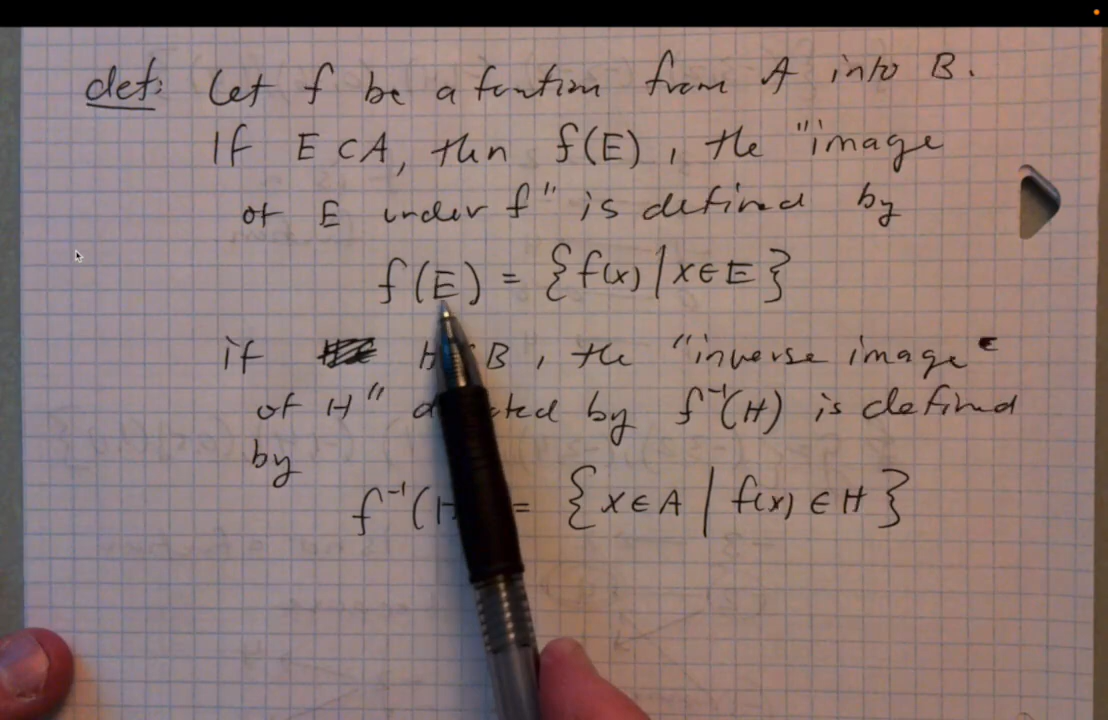 def: Let f be a function from A into B.
If E ⊂ A, then f(E), the "image
of E under f" is defined by
f(E) = {f(x) | x ∈ E}
if H B, the "inverse image
of H" by f⁻¹(H) is defined
by
f⁻¹(H = {x ∈ A | f(x) ∈ H}